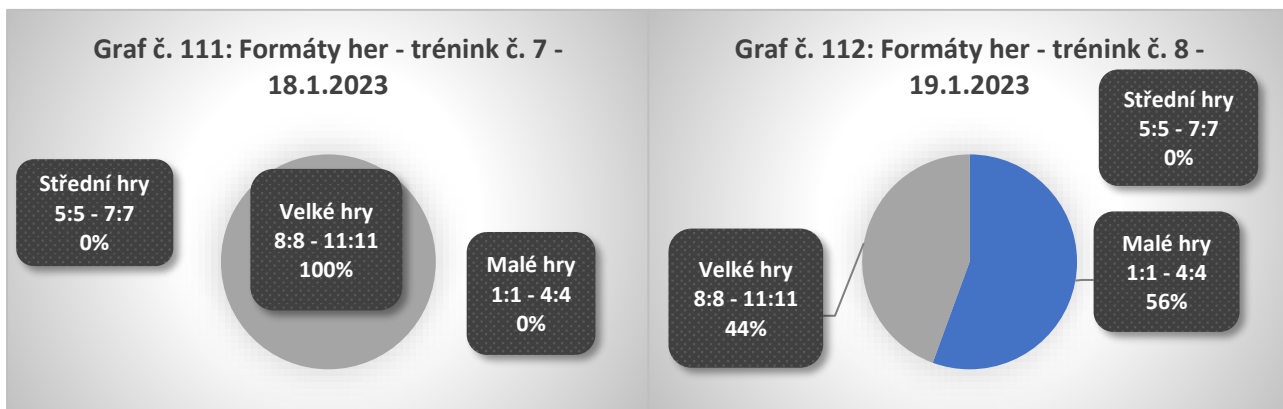 Graf č. 111: Formáty her - trénink č. 7 -
18.1.2023
Střední hry
5:5 - 7:7
0%
Velké hry
8:8 - 11:11
100%
Malé hry
1:1 - 4:4
0%
Graf č. 112: Formáty her - trénink č. 8 -
19.1.2023
Střední hry
5:5 - 7:7
0%
Velké hry
8:8 - 11:11
44%
Malé hry
1:1 - 4:4
56%